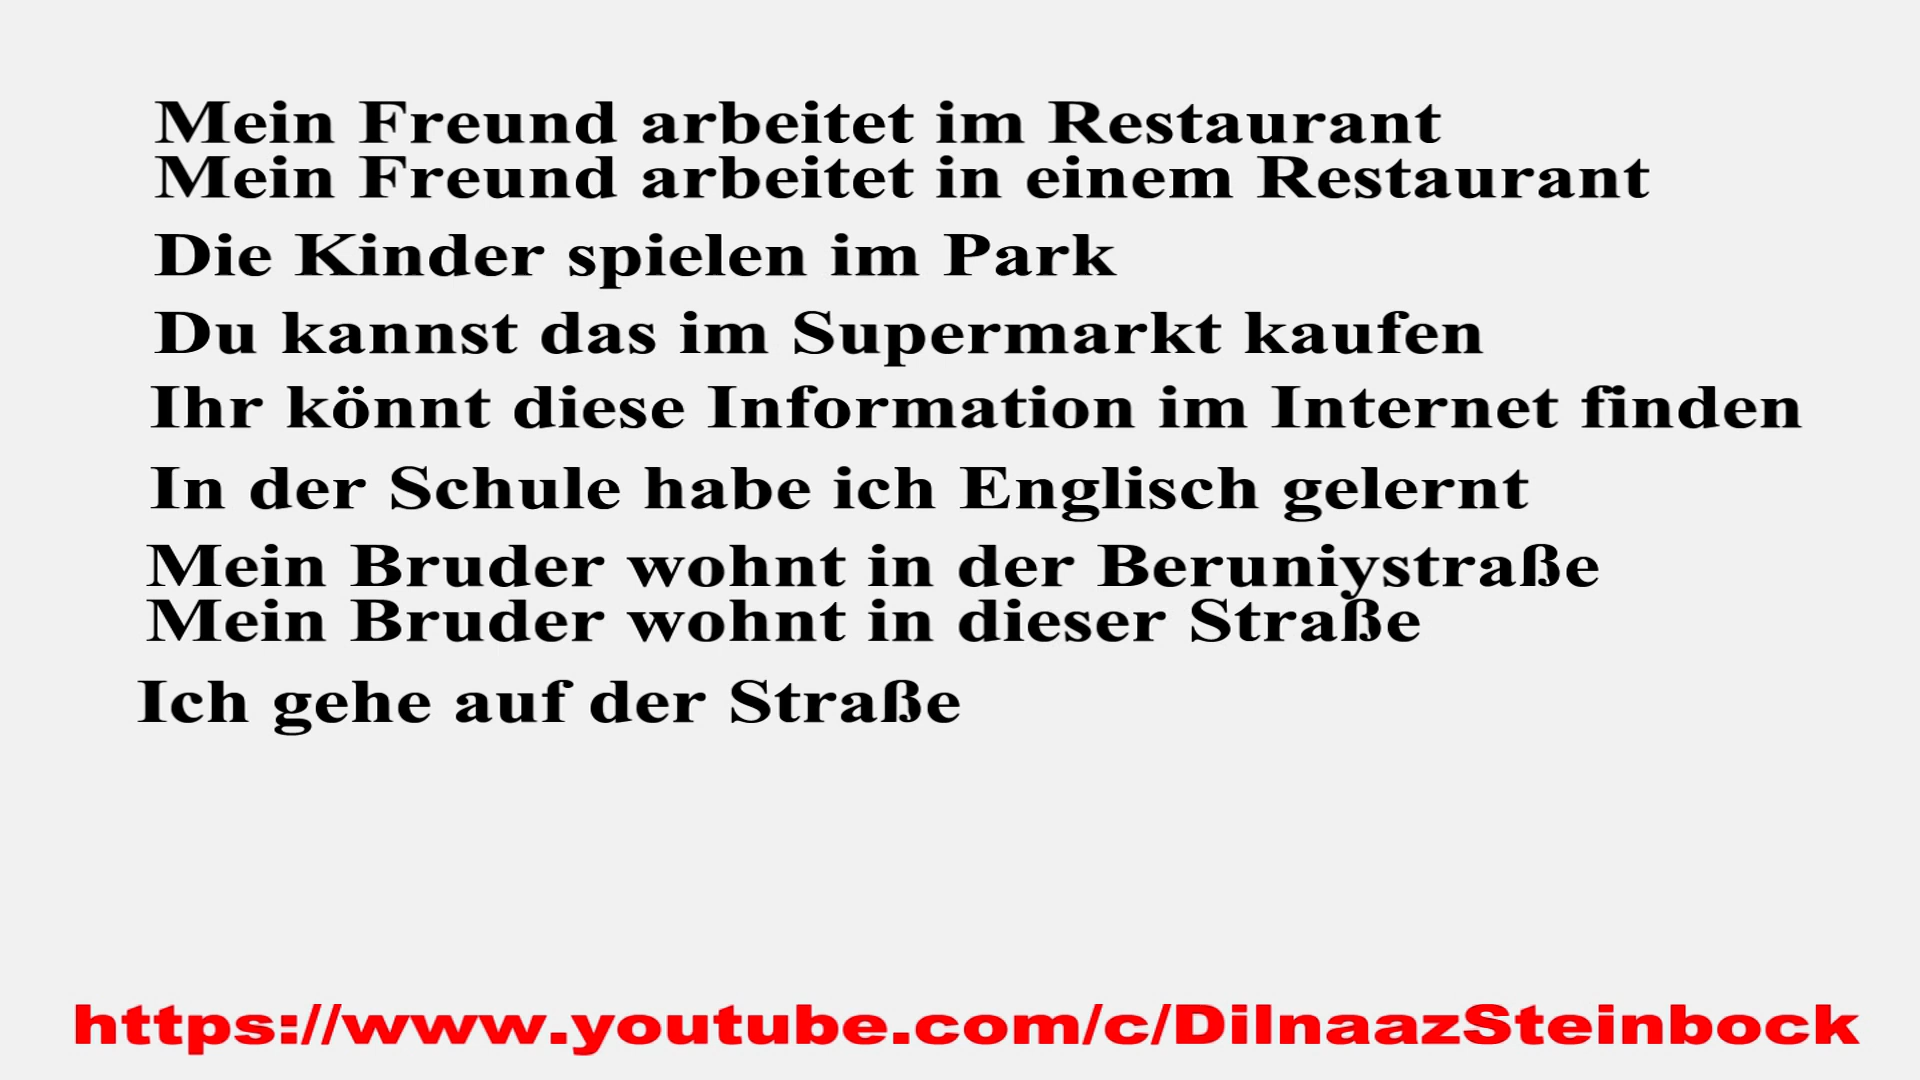 Mein Freund arbeitet im Restaurant
Mein Freund arbeitet in einem Restaurant
Die Kinder spielen im Park
Du kannst das im Supermarkt kaufen
Ihr könnt diese Information im Internet finden
In der Schule habe ich Englisch gelernt
Mein Bruder wohnt in der Beruniystraße
Mein Bruder wohnt in dieser Straße
Ich gehe auf der Straße
https://www.youtube.com/c/DilnaazSteinbock